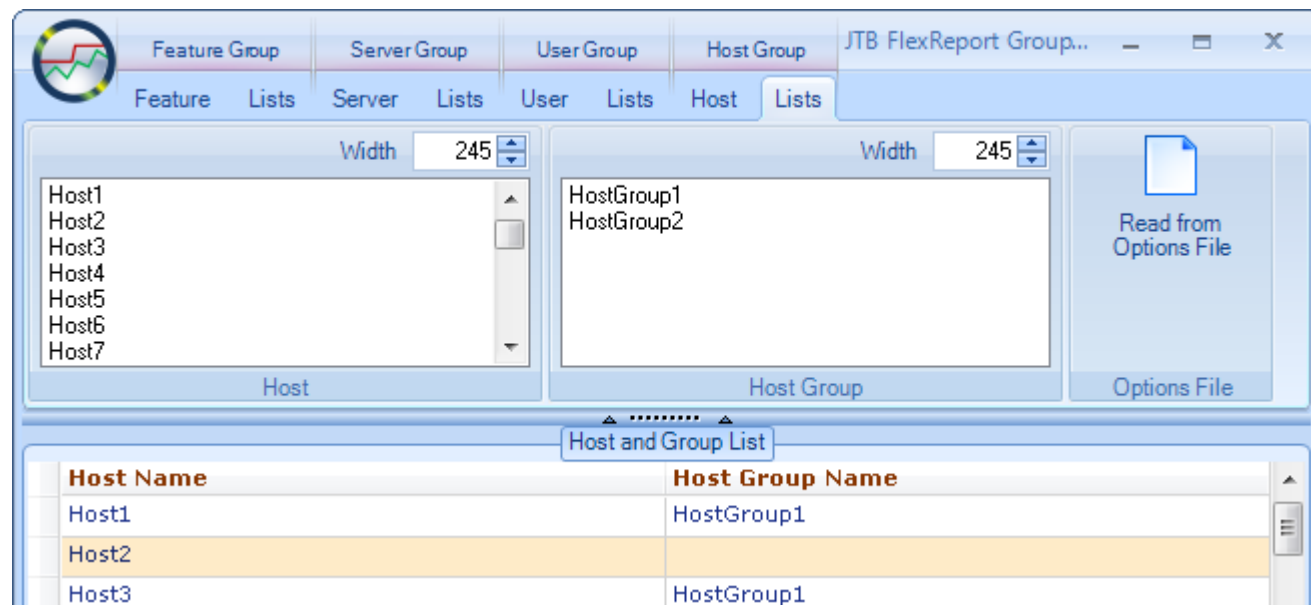 Feature Group Server Group User Group Host Group JTB FlexReport Group...
Feature Lists Server Lists User Lists Host Lists
Width 245 Width 245
Host1
Host2
Host3
Host4
Host5
Host6
Host7
HostGroup1
HostGroup2
Read from
Options File
Host Host Group Options File
Host and Group List
Host Name Host Group Name
Host1 HostGroup1
Host2
Host3 HostGroup1